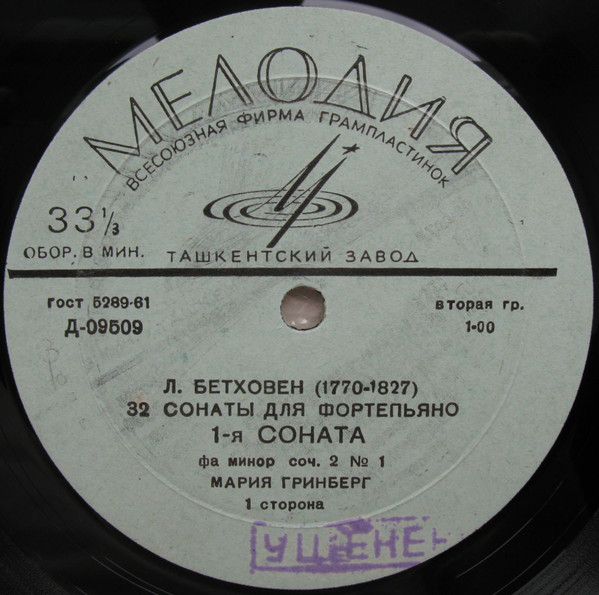 МЕЛОДИЯ
ВСЕСОЮЗНАЯ ФИРМА ГРАМПЛАСТИНОК
33⅓
ОБОР. В МИН.
ТАШКЕНТСКИЙ ЗАВОД
гост 5289-61
вторая гр.
Д-09509
1-00
Л. БЕТХОВЕН (1770-1827)
32 СОНАТЫ ДЛЯ ФОРТЕПЬЯНО
1-я СОНАТА
фа минор соч. 2 № 1
МАРИЯ ГРИНБЕРГ
1 сторона